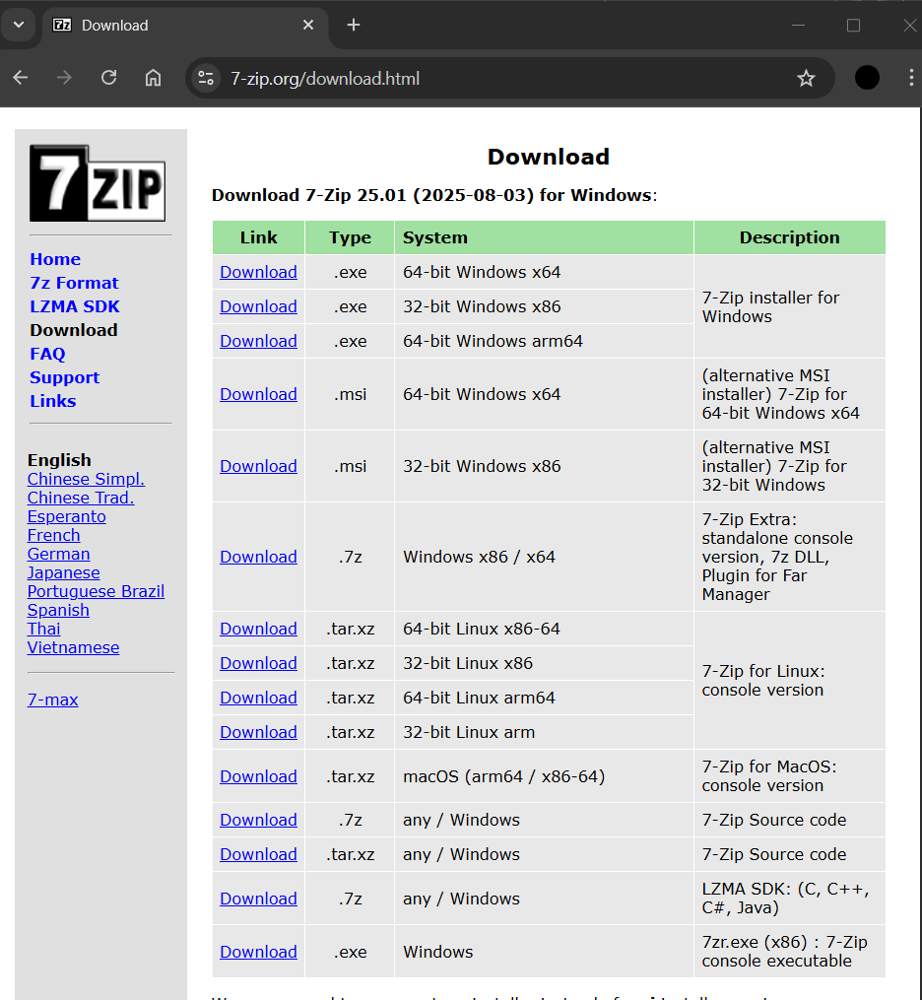 Download
7-zip.org/download.html
7ZIP
Home
7z Format
LZMA SDK
Download
FAQ
Support
Links
English
Chinese Simpl.
Chinese Trad.
Esperanto
French
German
Japanese
Portuguese Brazil
Spanish
Thai
Vietnamese
7-max
Download
Download 7-Zip 25.01 (2025-08-03) for Windows:
Link Type System Description
Download .exe 64-bit Windows x64
Download .exe 32-bit Windows x86
Download .exe 64-bit Windows arm64
7-Zip installer for
Windows
Download .msi 64-bit Windows x64
(alternative MSI
installer) 7-Zip for
64-bit Windows x64
Download .msi 32-bit Windows x86
(alternative MSI
installer) 7-Zip for
32-bit Windows
Download .7z Windows x86 / x64
7-Zip Extra:
standalone console
version, 7z DLL,
Plugin for Far
Manager
Download .tar.xz 64-bit Linux x86-64
Download .tar.xz 32-bit Linux x86
Download .tar.xz 64-bit Linux arm64
Download .tar.xz 32-bit Linux arm
7-Zip for Linux:
console version
Download .tar.xz macOS (arm64 / x86-64)
7-Zip for MacOS:
console version
Download .7z any / Windows 7-Zip Source code
Download .tar.xz any / Windows 7-Zip Source code
Download .7z any / Windows
LZMA SDK: (C, C++,
C#, Java)
Download .exe Windows
7zr.exe (x86) : 7-Zip
console executable